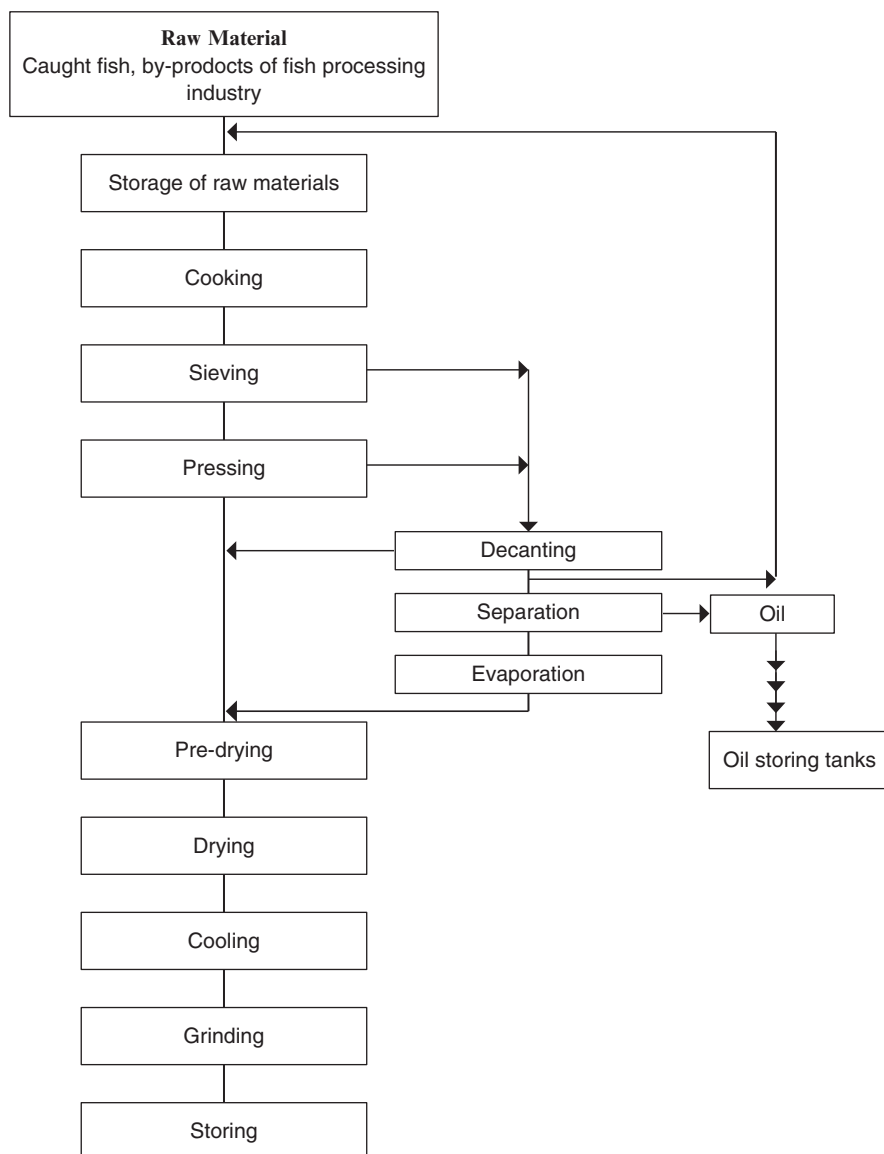 Raw Material
Caught fish, by-prodocts of fish processing
industry
Storage of raw materials
Cooking
Sieving
Pressing
Decanting
Separation
Oil
Evaporation
Pre-drying
Oil storing tanks
Drying
Cooling
Grinding
Storing